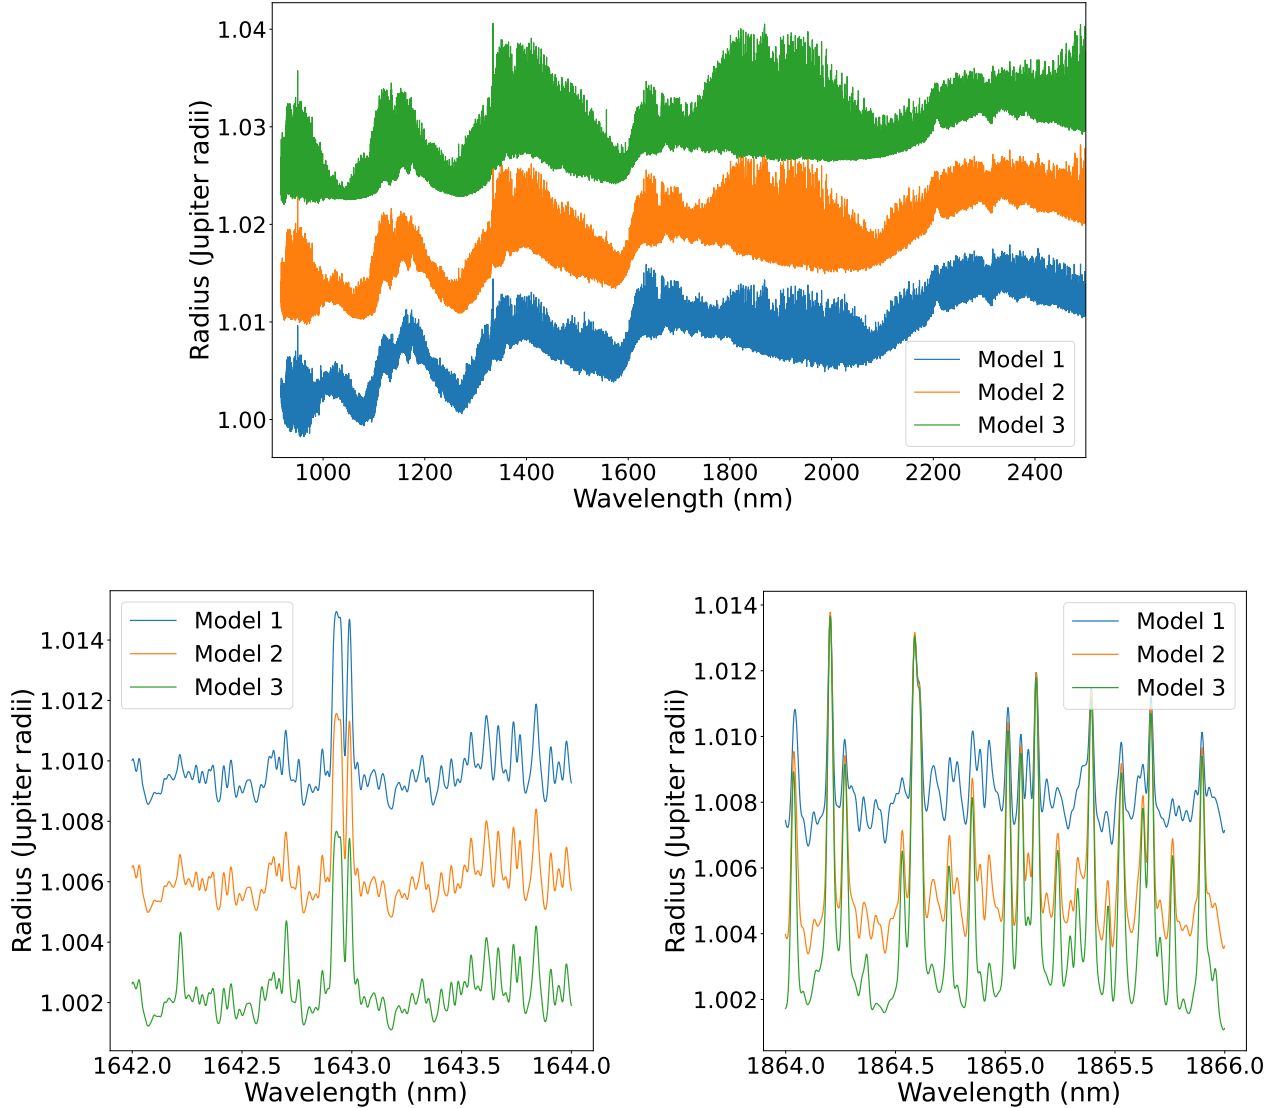 1.04
1.03
1.02
1.01
1.00
Radius (Jupiter radii)
Model 1
Model 2
Model 3
1000 1200 1400 1600 1800 2000 2200 2400
Wavelength (nm)
1.014
1.012
1.010
1.008
1.006
1.004
1.002
Radius (Jupiter radii)
Model 1
Model 2
Model 3
1642.0 1642.5 1643.0 1643.5 1644.0
Wavelength (nm)
1.014
1.012
1.010
1.008
1.006
1.004
1.002
Radius (Jupiter radii)
Model 1
Model 2
Model 3
1864.0 1864.5 1865.0 1865.5 1866.0
Wavelength (nm)